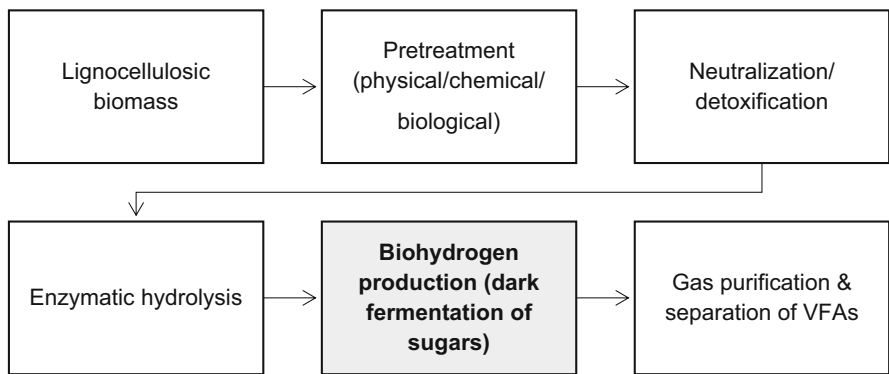 Lignocellulosic
biomass
Pretreatment
(physical/chemical/
biological)
Neutralization/
detoxification
Enzymatic hydrolysis
Biohydrogen
production (dark
fermentation of
sugars)
Gas purification &
separation of VFAs